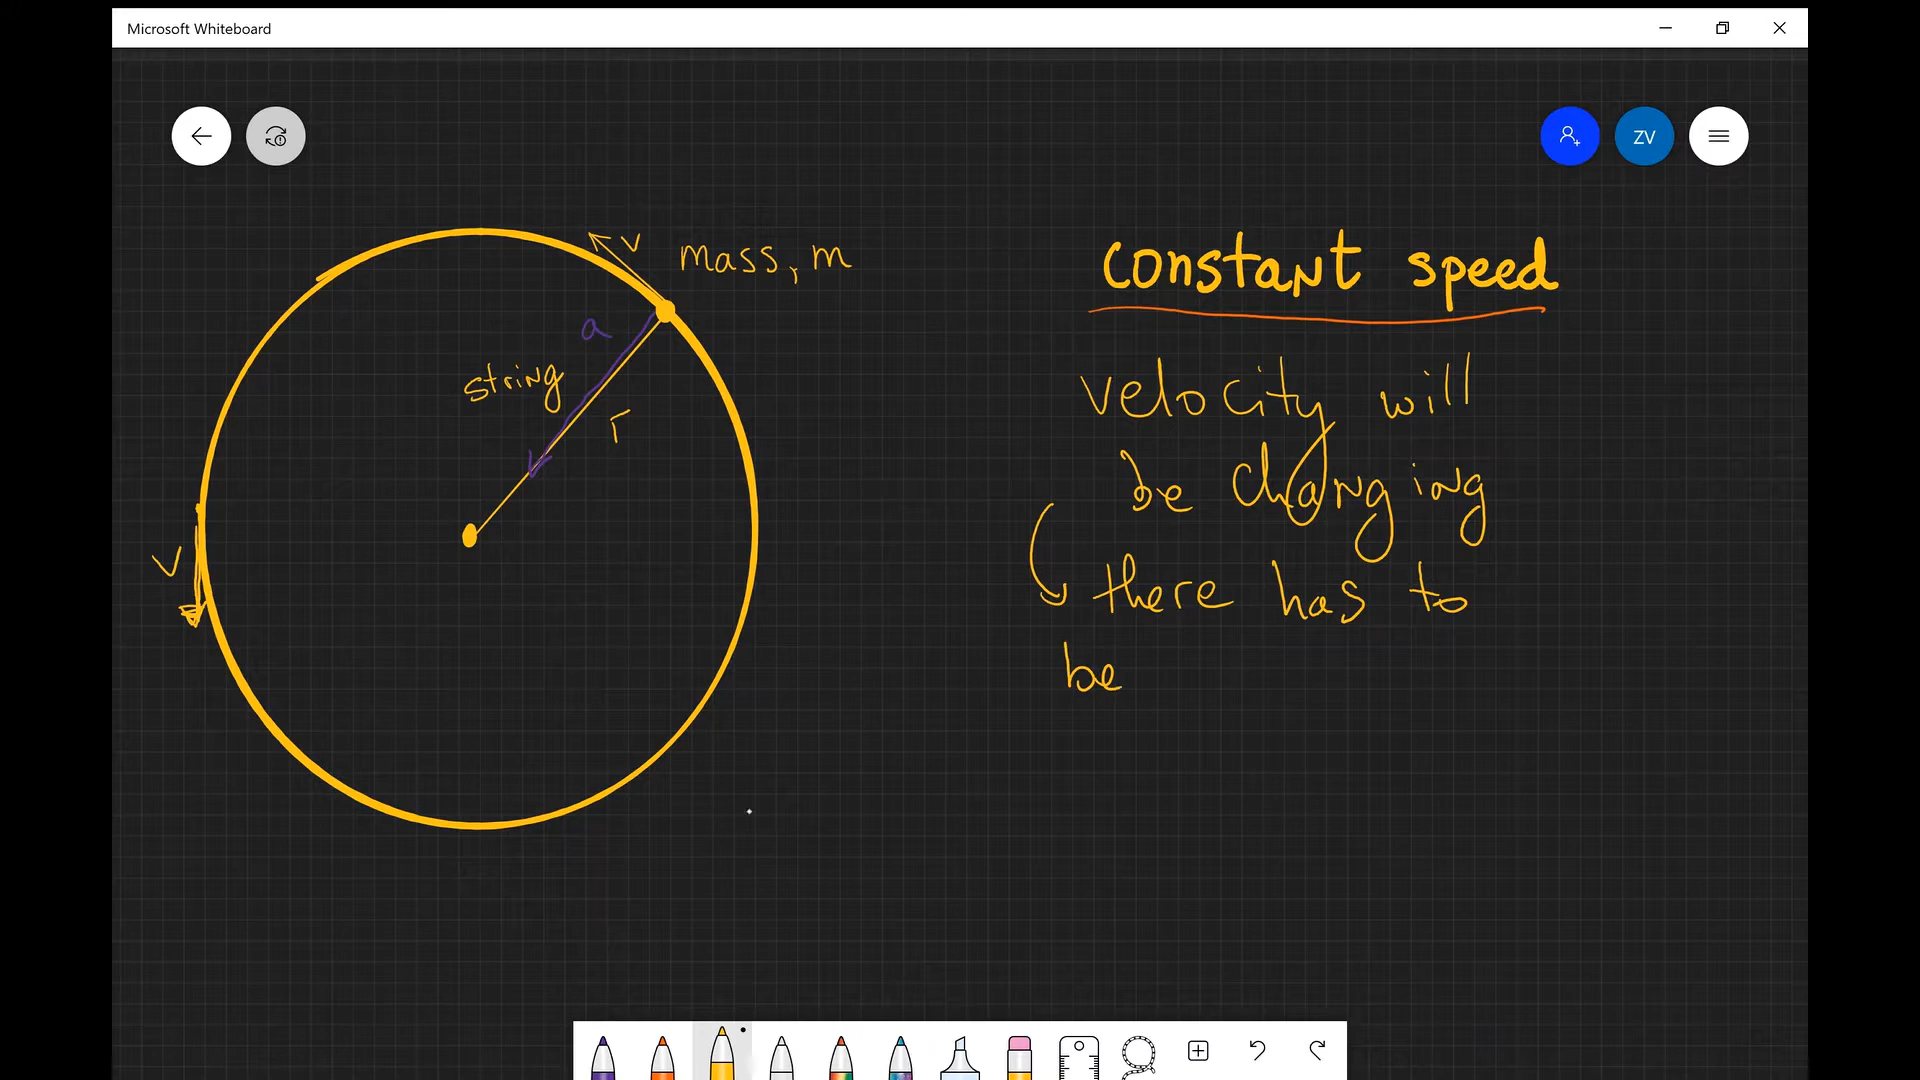 Microsoft Whiteboard
ZV
v
mass, m
a
string
r
v
constant speed
velocity will
be changing
there has to
be